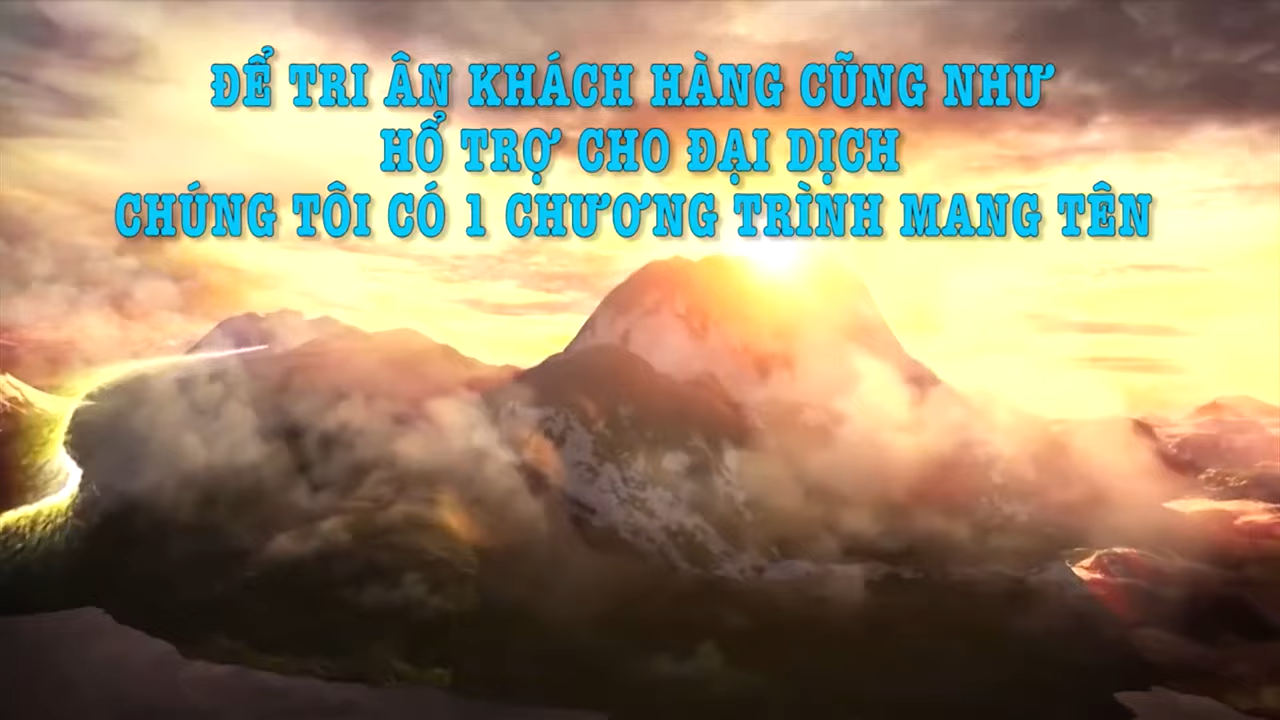 ĐỂ TRI ÂN KHÁCH HÀNG CŨNG NHƯ
HỔ TRỢ CHO ĐẠI DỊCH
CHÚNG TÔI CÓ 1 CHƯƠNG TRÌNH MANG TÊN